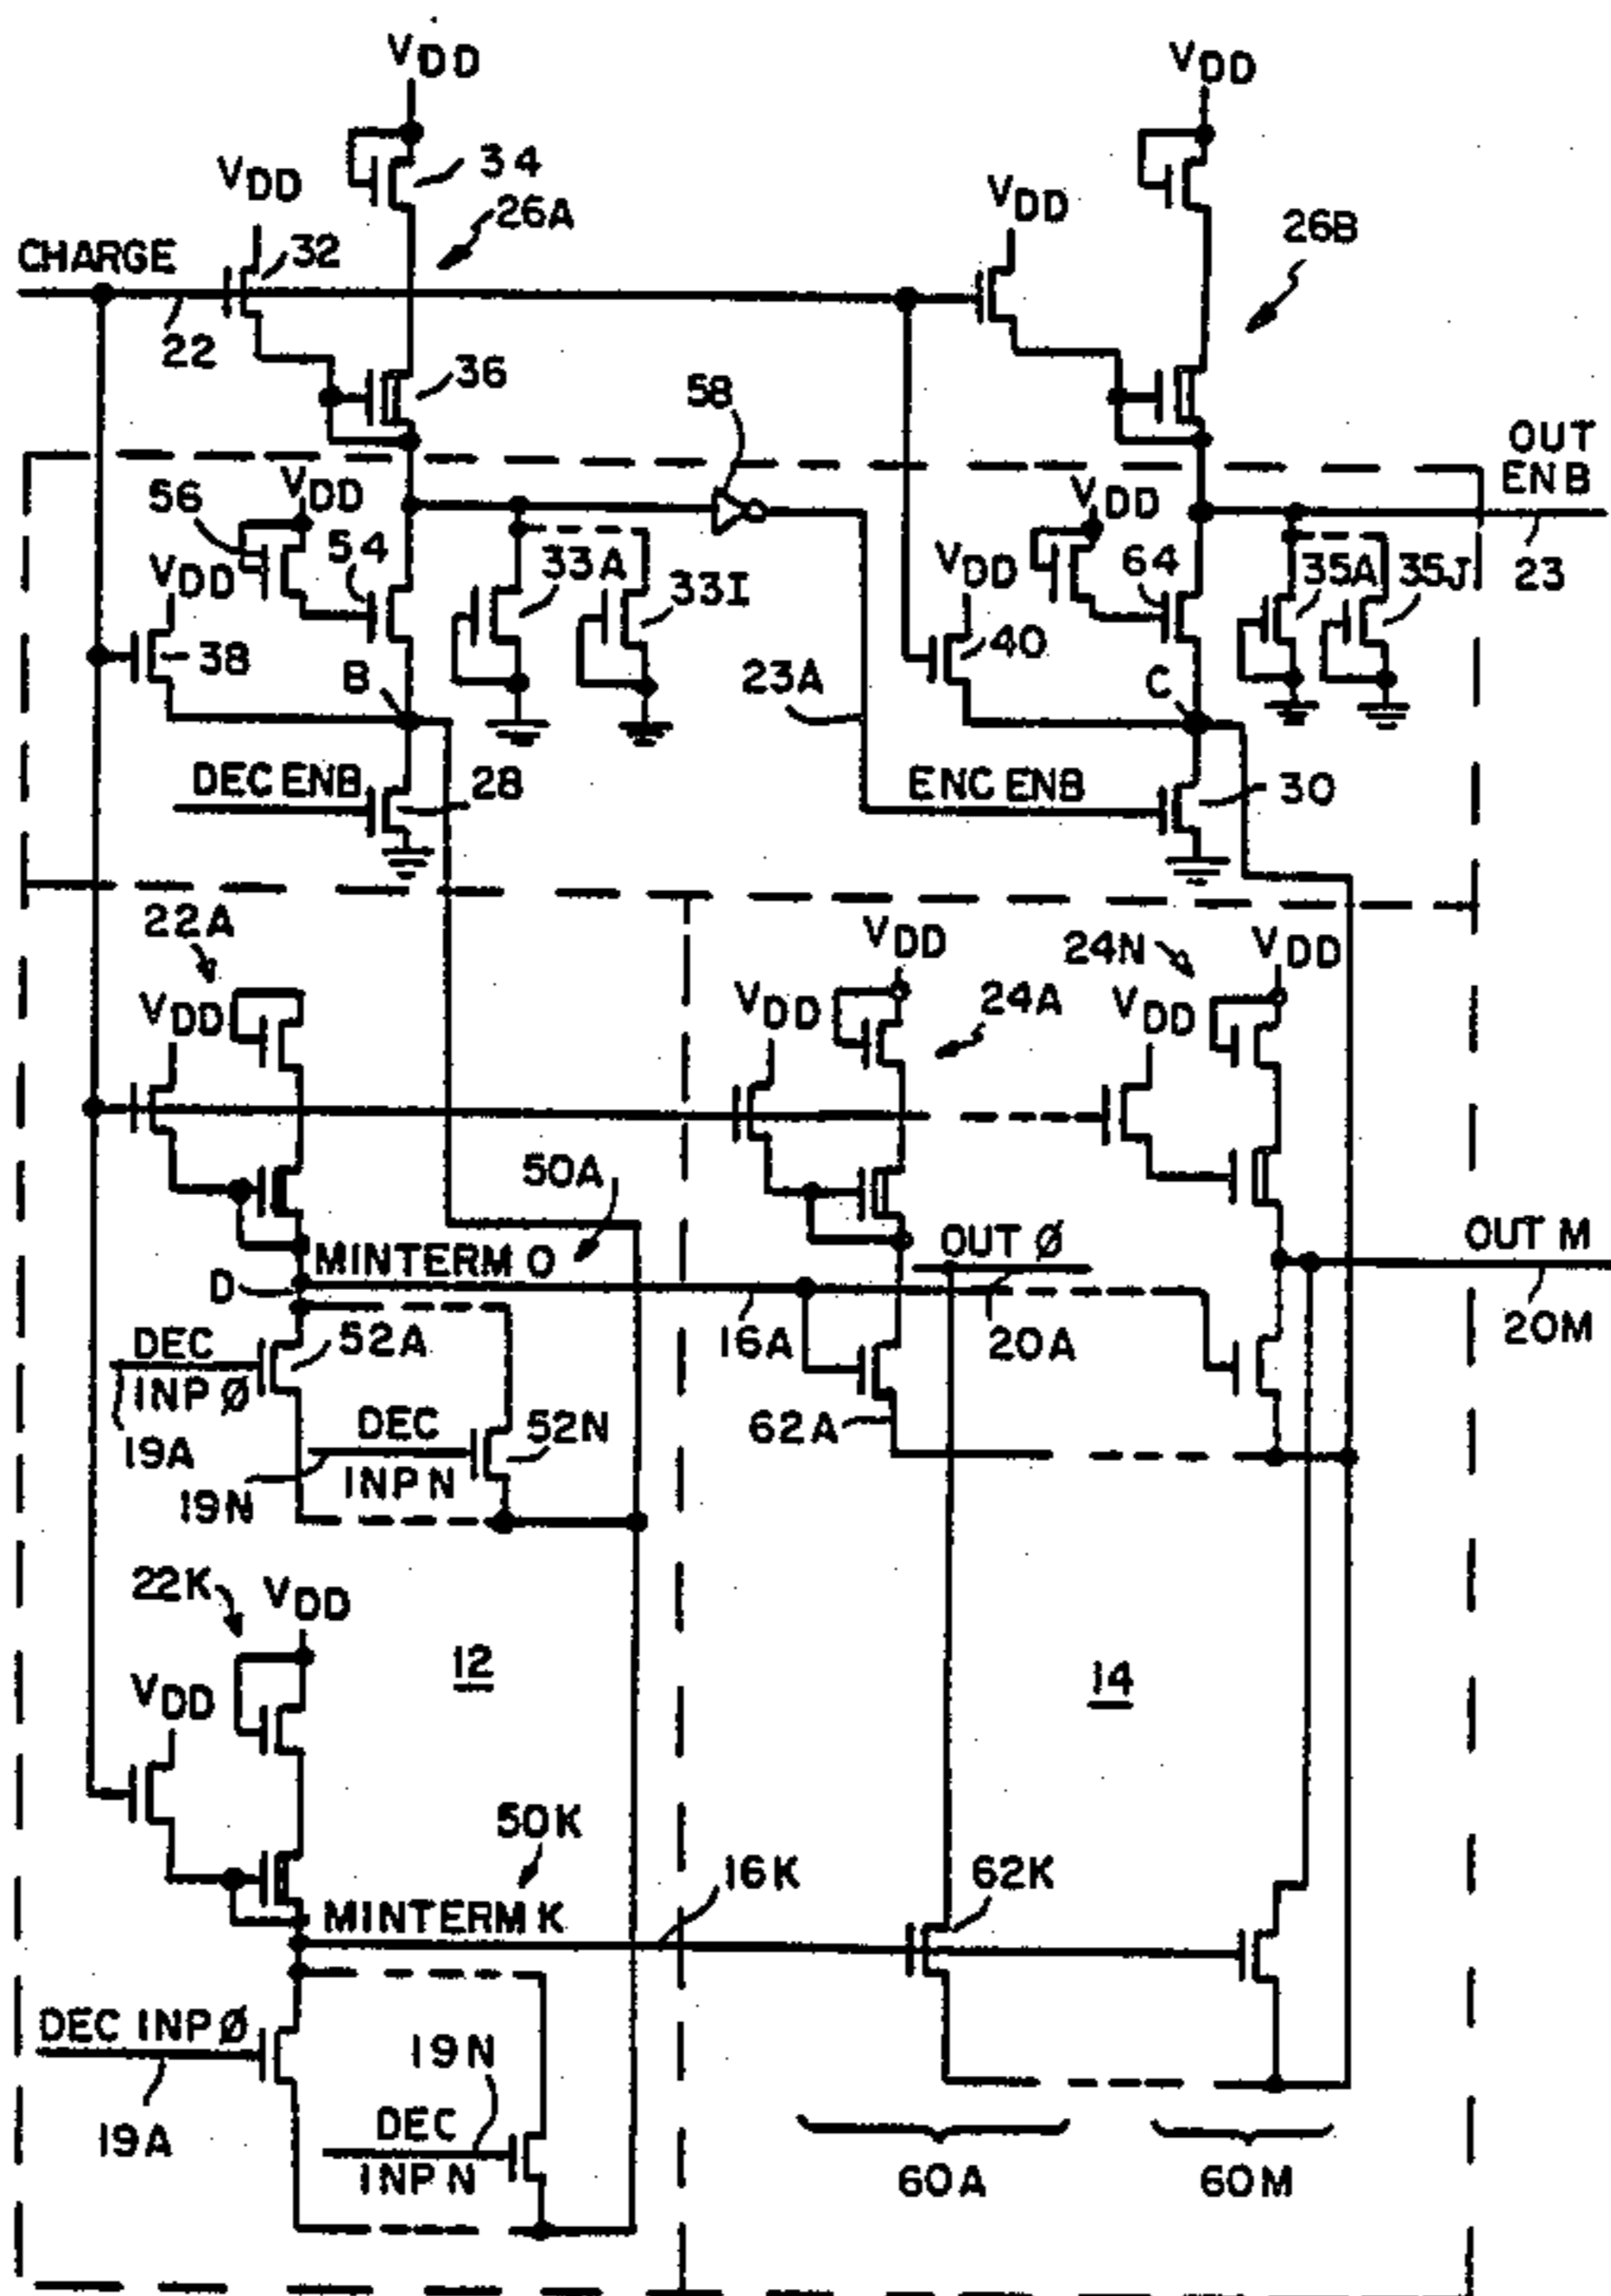 VDD
VDD
34
VDD
VDD
26A
26B
CHARGE
32
22
36
58
OUT
ENB
56
VDD
54
VDD
33A
33I
VDD
VDD
64
35A
35J
23
38
B
23A
40
C
DEC ENB
28
ENC ENB
30
22A
VDD
24N
VDD
VDD
VDD
24A
VDD
50A
MINTERM O
OUT Ø
OUT M
D
DEC
INP Ø
52A
16A
20A
20M
19A
DEC
INP N
52N
62A
19N
22K
VDD
12
14
VDD
50K
16K
62K
MINTERM K
DEC INP Ø
19N
19A
DEC
INP N
60A
60M